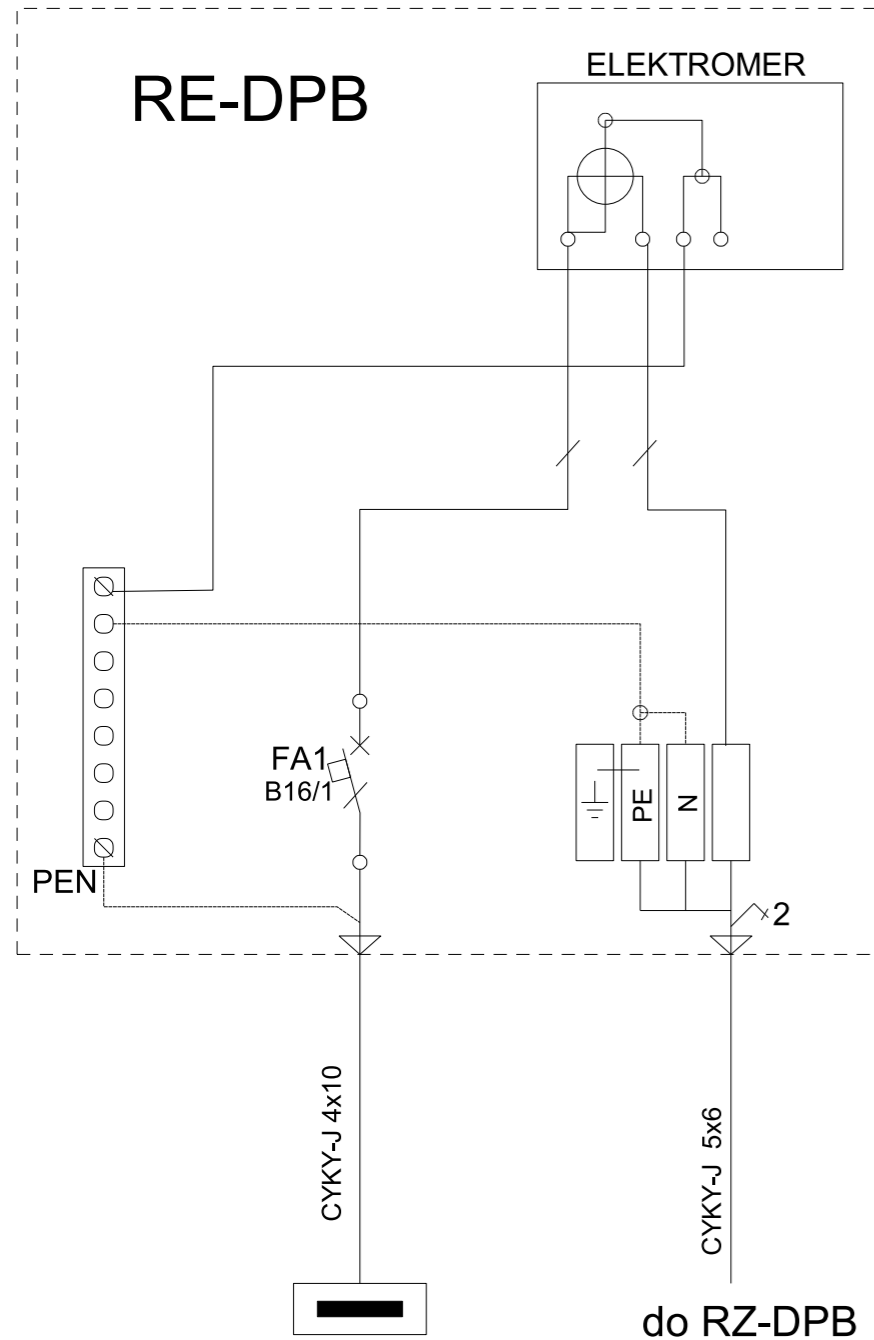 RE-DPB
ELEKTROMER
FA1
B16/1
PE
N
PEN
2
CYKY-J 4x10
CYKY-J 5x6
do RZ-DPB